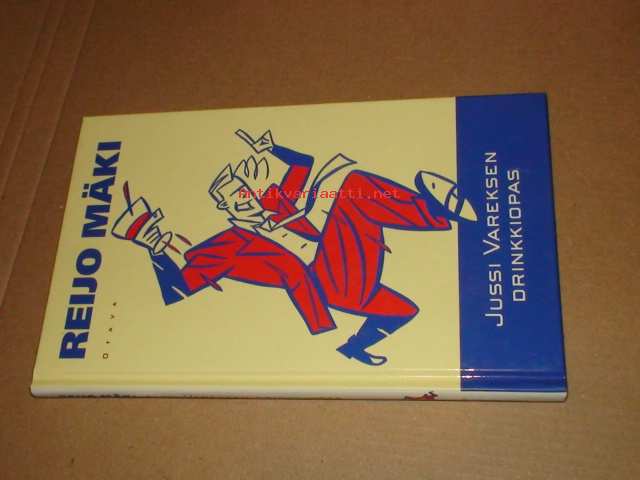 REIJO MÄKI
OTAVA
antikvariaatti.net
JUSSI VAREKSEN
DRINKKIOPAS